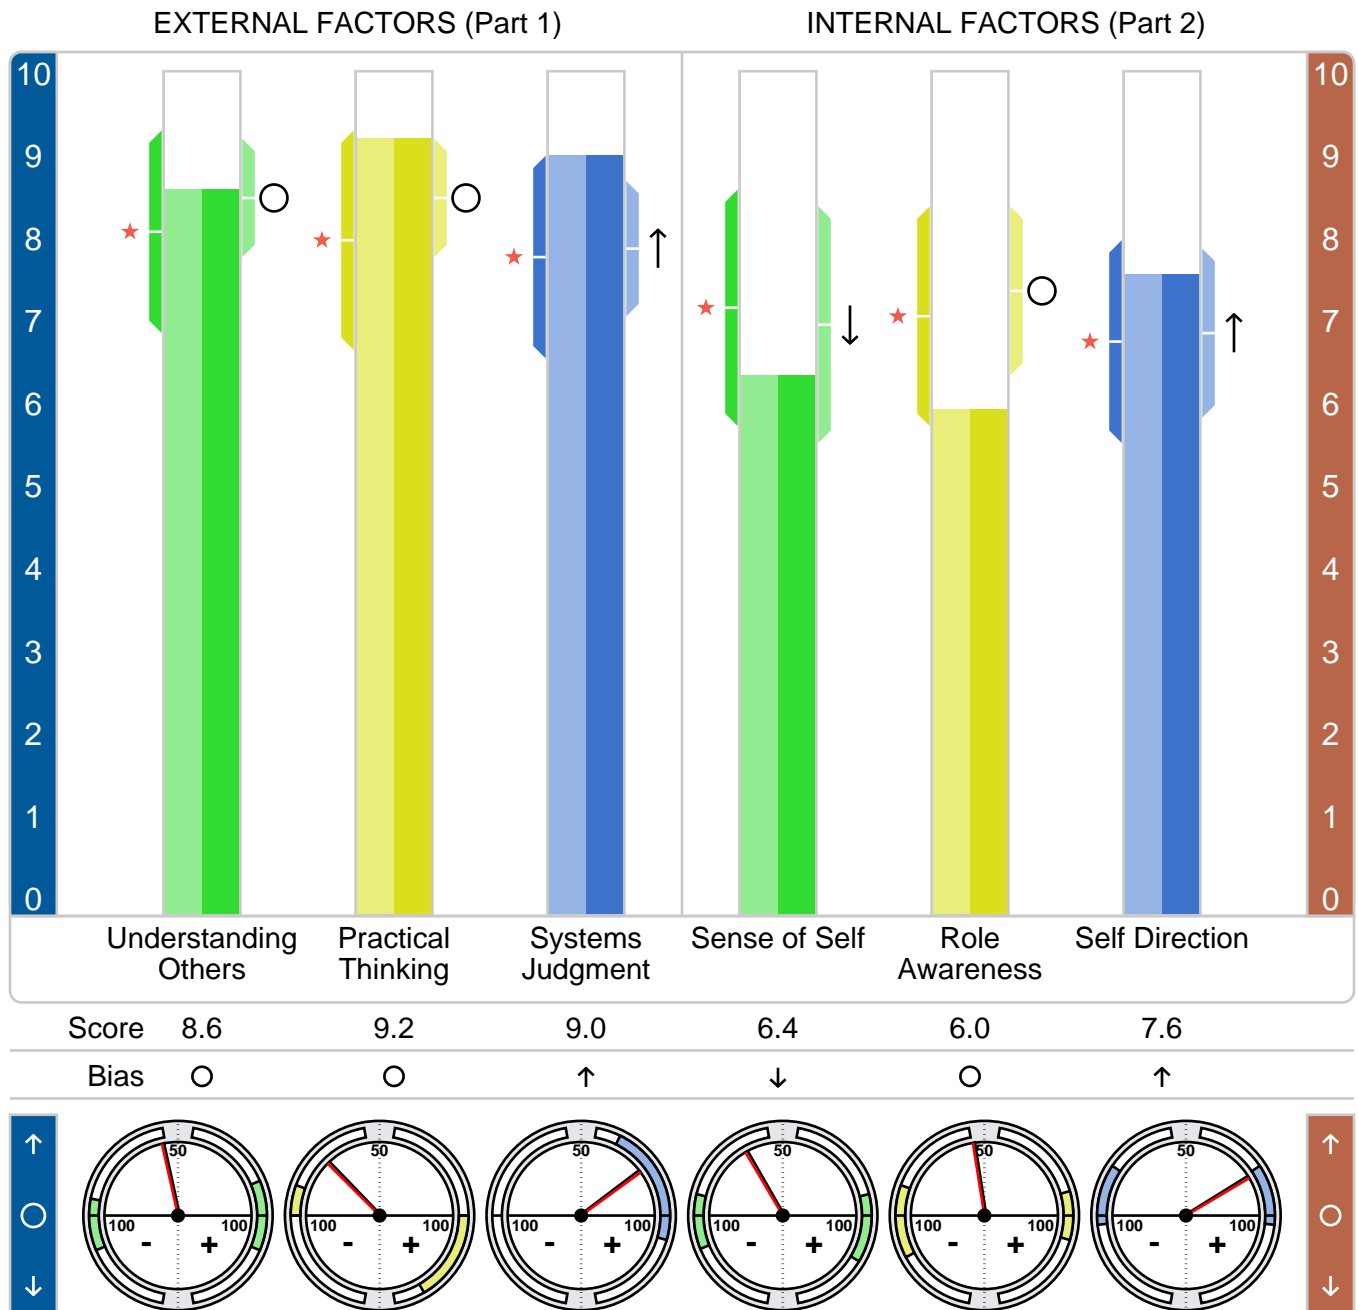 EXTERNAL FACTORS (Part 1) INTERNAL FACTORS (Part 2)
10 10
9 9
8 8
7 7
6 6
5 5
4 4
3 3
2 2
1 1
0 0
Understanding Practical Systems Sense of Self Role Self Direction
Others Thinking Judgment Awareness
Score 8.6 9.2 9.0 6.4 6.0 7.6
Bias ○ ○ ↑ ↓ ○ ↑
↑ ↑
50 50 50 50 50 50
○ ○
100 100 100 100 100 100 100 100 100 100 100 100
- + - + - + - + - + - +
↓ ↓